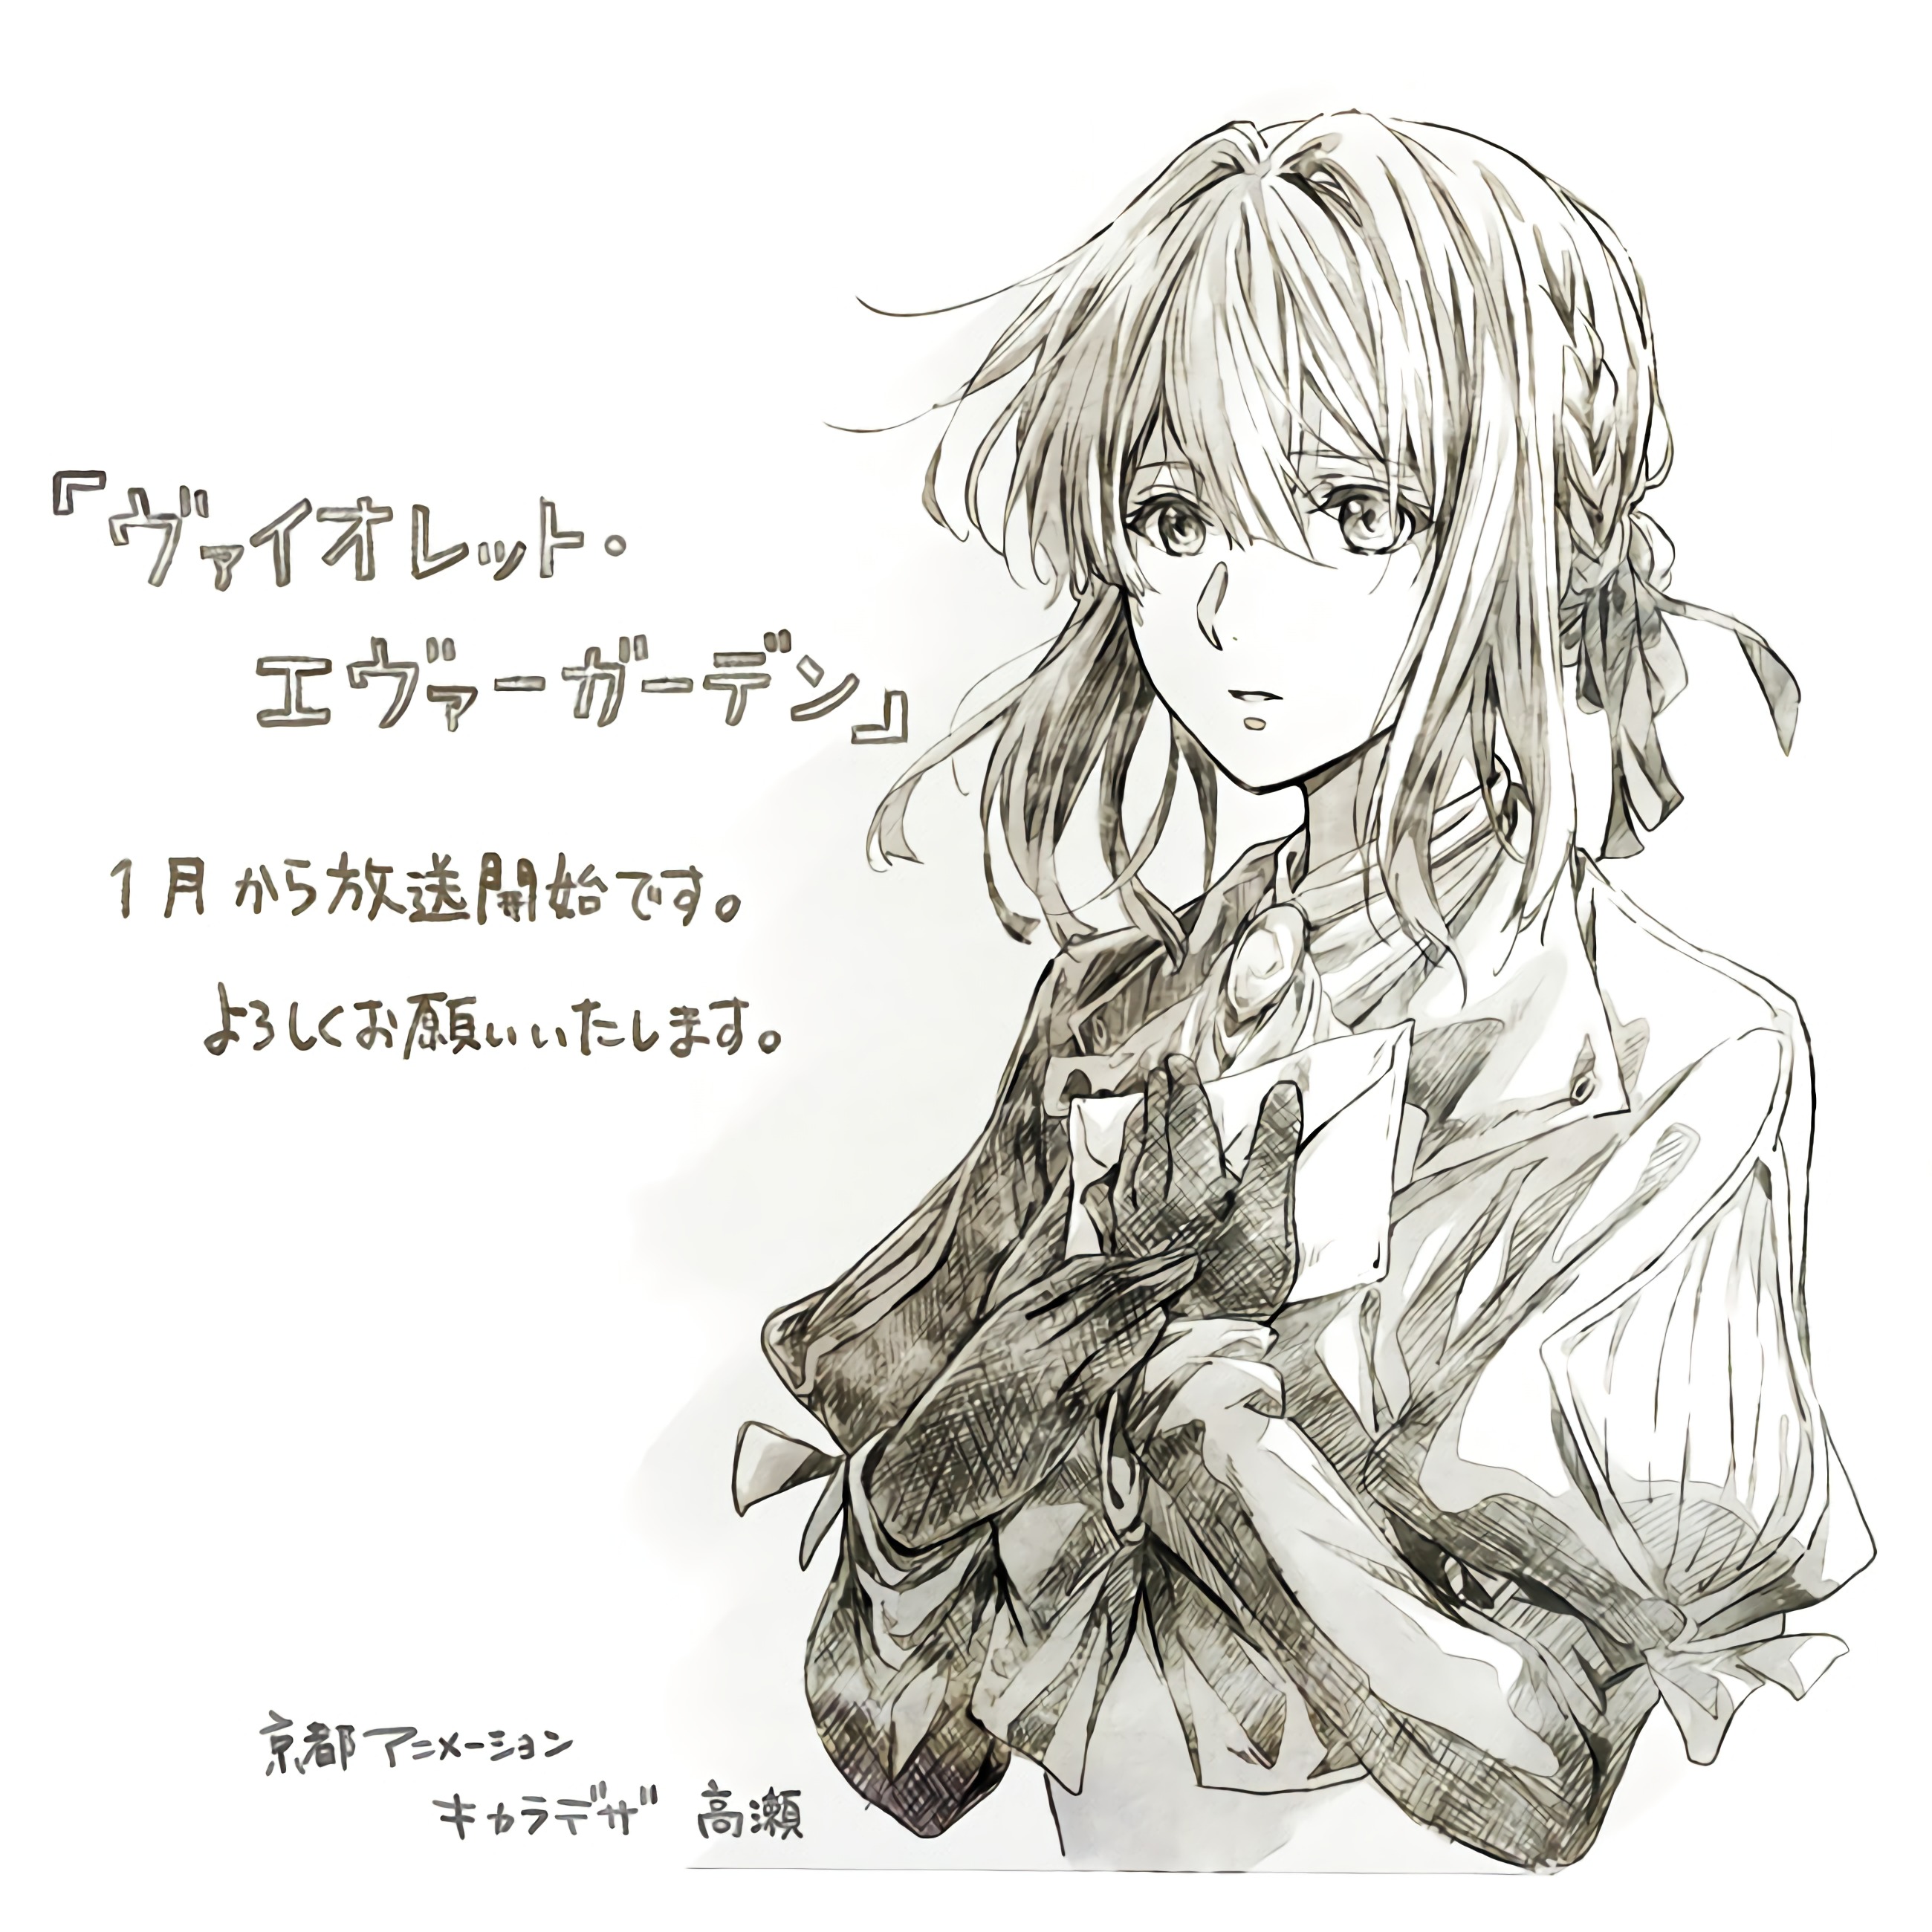 『ヴァイオレット・
エヴァーガーデン』
1月から放送開始です。
よろしくお願いいたします。
京都アニメーション
キャラデザ 高瀬